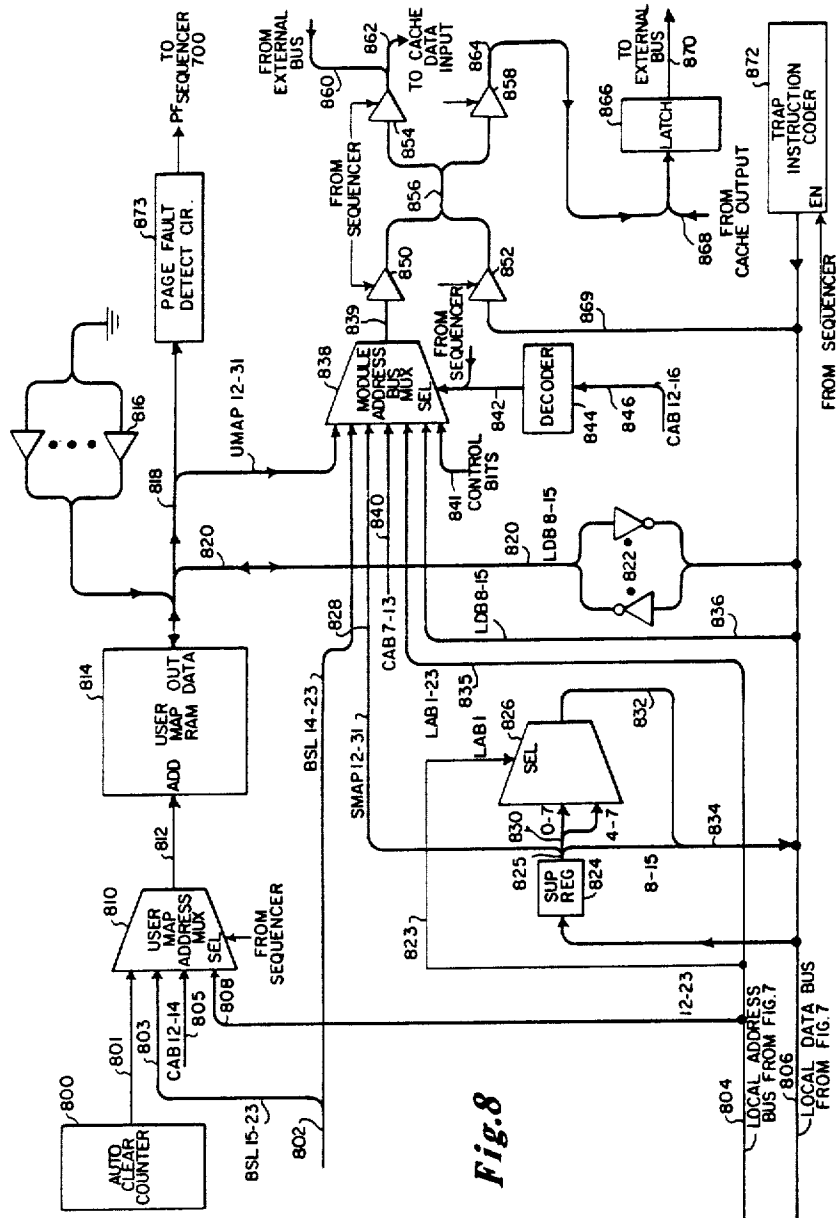 800
AUTO
CLEAR
COUNTER
801
803
CAB 12-14
805
808
BSL 15-23
802
810
USER
MAP
ADDRESS
MUX
SEL
FROM
SEQUENCER
812
814
USER
MAP
RAM
ADD
OUT
DATA
816
818
820
UMAP 12-31
873
PAGE FAULT
DETECT CIR.
TO
PF SEQUENCER
700
BSL 14-23
828
SMAP 12-31
CAB 7-13
840
LAB 1-23
835
LDB 8-15
836
820
LDB 8-15
822
841
CONTROL
BITS
838
MODULE
ADDRESS
BUS
MUX
SEL
839
842
FROM
SEQUENCER
DECODER
844
846
CAB 12-16
850
852
FROM
SEQUENCER
856
854
858
FROM
EXTERNAL
BUS
860
862
TO CACHE
DATA
INPUT
864
866
LATCH
TO
EXTERNAL
BUS
870
868
FROM
CACHE OUTPUT
869
872
TRAP
INSTRUCTION
CODER
EN
FROM SEQUENCER
823
LAB 1
826
SEL
832
830
0-7
4-7
825
SUP
REG
824
8-15
834
12-23
804
LOCAL ADDRESS
BUS FROM FIG.7
806
LOCAL DATA BUS
FROM FIG.7
Fig.8